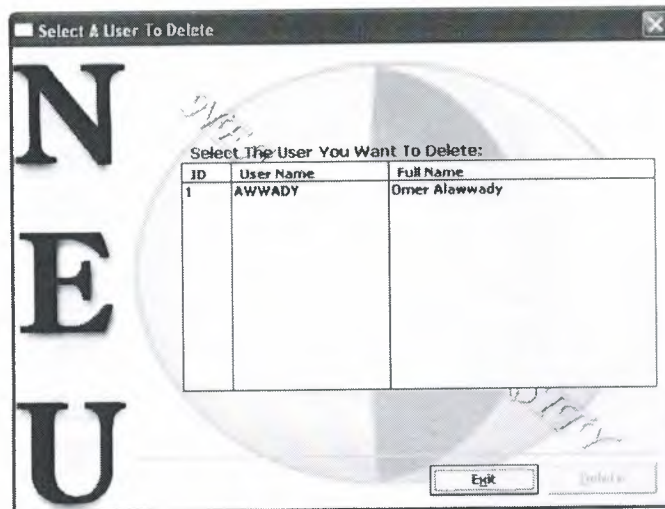 Select A User To Delete
N
E
U
Select The User You Want To Delete:
ID User Name Full Name
1 AWWADY Omer Alawwady
Exit Delete